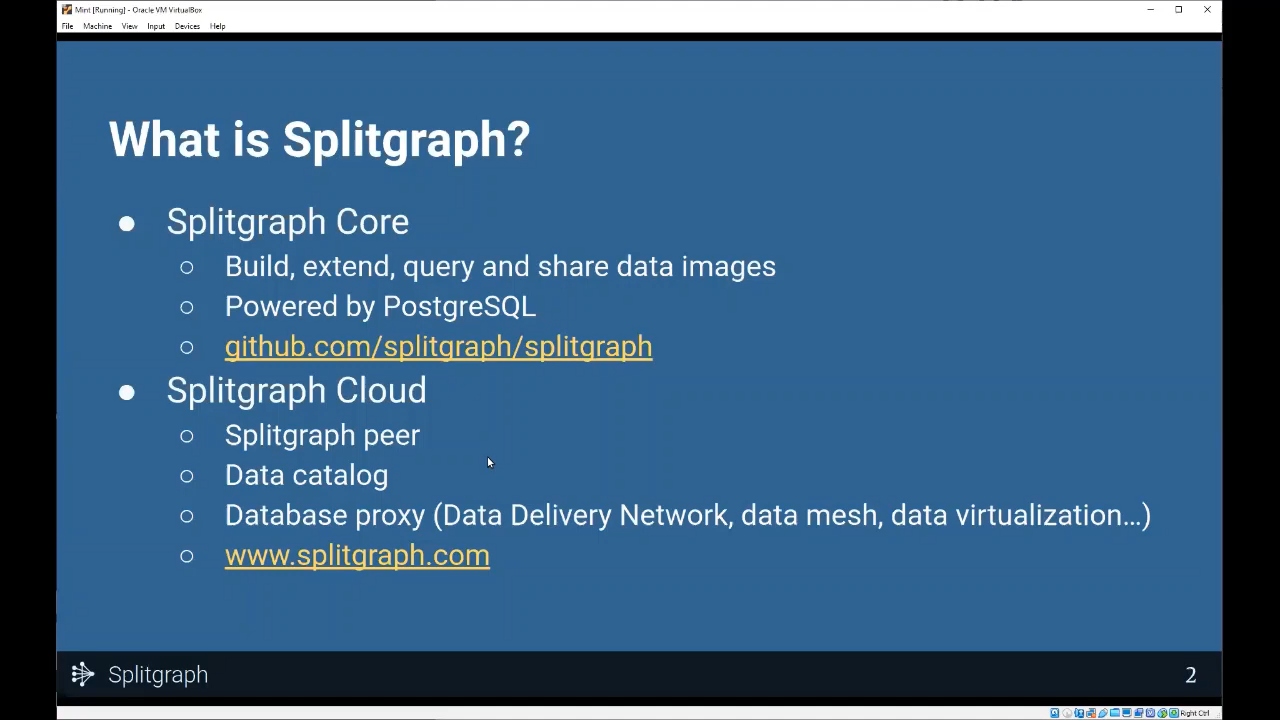 Mint [Running] - Oracle VM VirtualBox
File Machine View Input Devices Help
What is Splitgraph?
● Splitgraph Core
○ Build, extend, query and share data images
○ Powered by PostgreSQL
○ github.com/splitgraph/splitgraph
● Splitgraph Cloud
○ Splitgraph peer
○ Data catalog
○ Database proxy (Data Delivery Network, data mesh, data virtualization…)
○ www.splitgraph.com
Splitgraph
2
Right Ctrl